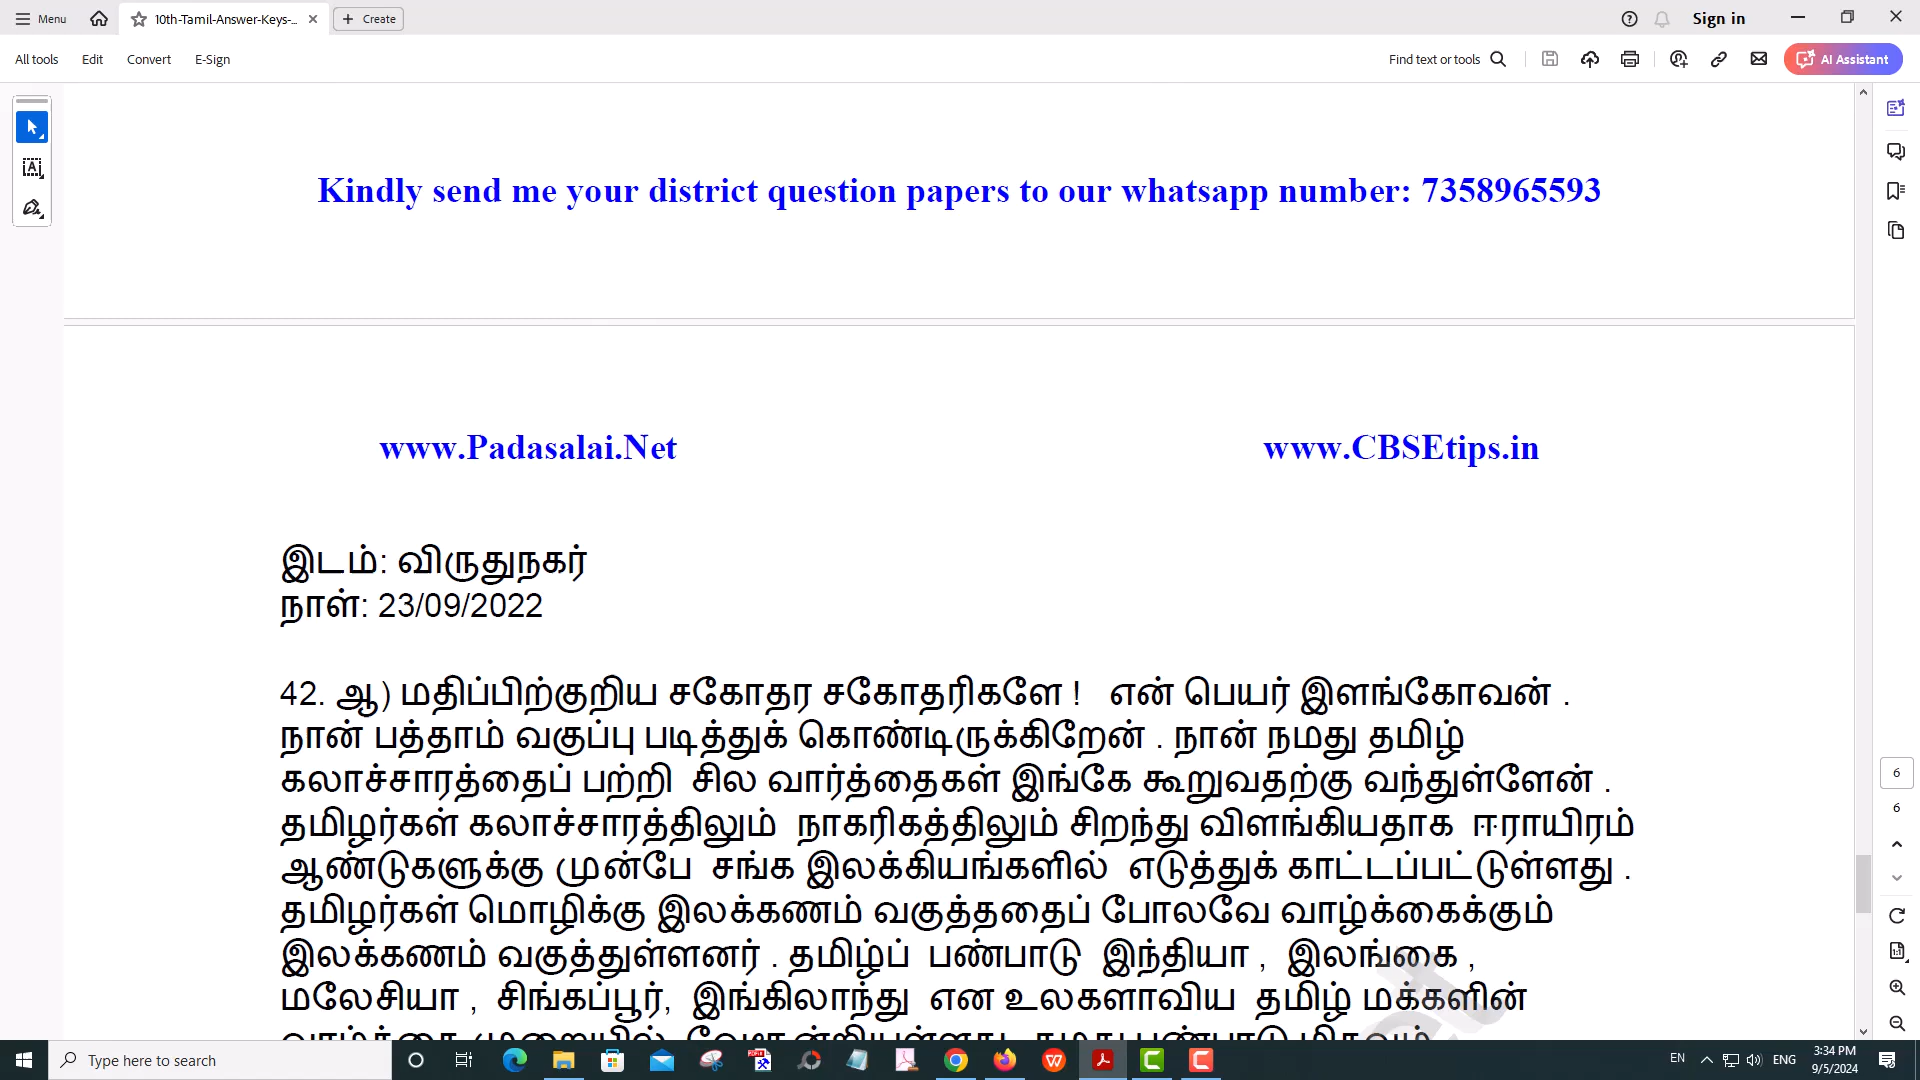 Menu
10th-Tamil-Answer-Keys-...
Create
Sign in
All tools
Edit
Convert
E-Sign
Find text or tools
AI Assistant
Kindly send me your district question papers to our whatsapp number: 7358965593
www.Padasalai.Net
www.CBSEtips.in
இடம்: விருதுநகர்
நாள்: 23/09/2022
42. ஆ) மதிப்பிற்குறிய சகோதர சகோதரிகளே ! என் பெயர் இளங்கோவன் .
நான் பத்தாம் வகுப்பு படித்துக் கொண்டிருக்கிறேன் . நான் நமது தமிழ்
கலாச்சாரத்தைப் பற்றி சில வார்த்தைகள் இங்கே கூறுவதற்கு வந்துள்ளேன் .
தமிழர்கள் கலாச்சாரத்திலும் நாகரிகத்திலும் சிறந்து விளங்கியதாக ஈராயிரம்
ஆண்டுகளுக்கு முன்பே சங்க இலக்கியங்களில் எடுத்துக் காட்டப்பட்டுள்ளது .
தமிழர்கள் மொழிக்கு இலக்கணம் வகுத்ததைப் போலவே வாழ்க்கைக்கும்
இலக்கணம் வகுத்துள்ளனர் . தமிழ்ப் பண்பாடு இந்தியா , இலங்கை ,
மலேசியா , சிங்கப்பூர், இங்கிலாந்து என உலகளாவிய தமிழ் மக்களின்
6
6
Type here to search
EN
ENG
3:34 PM
9/5/2024